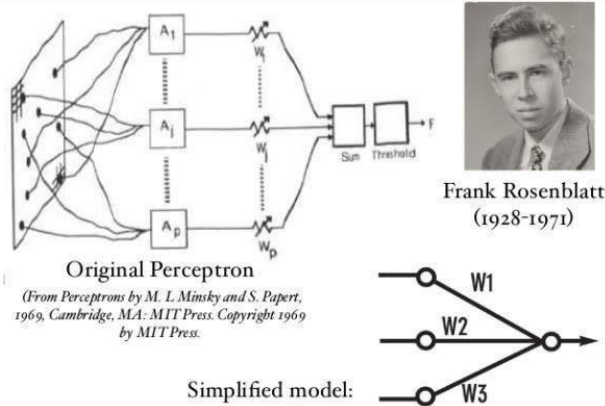 A1
W1
Aj
Wj
Ap
Wp
Sum
Threshold
F
Frank Rosenblatt
(1928-1971)
Original Perceptron
(From Perceptrons by M. L Minsky and S. Papert,
1969, Cambridge, MA: MIT Press. Copyright 1969
by MIT Press.
W1
W2
W3
Simplified model: